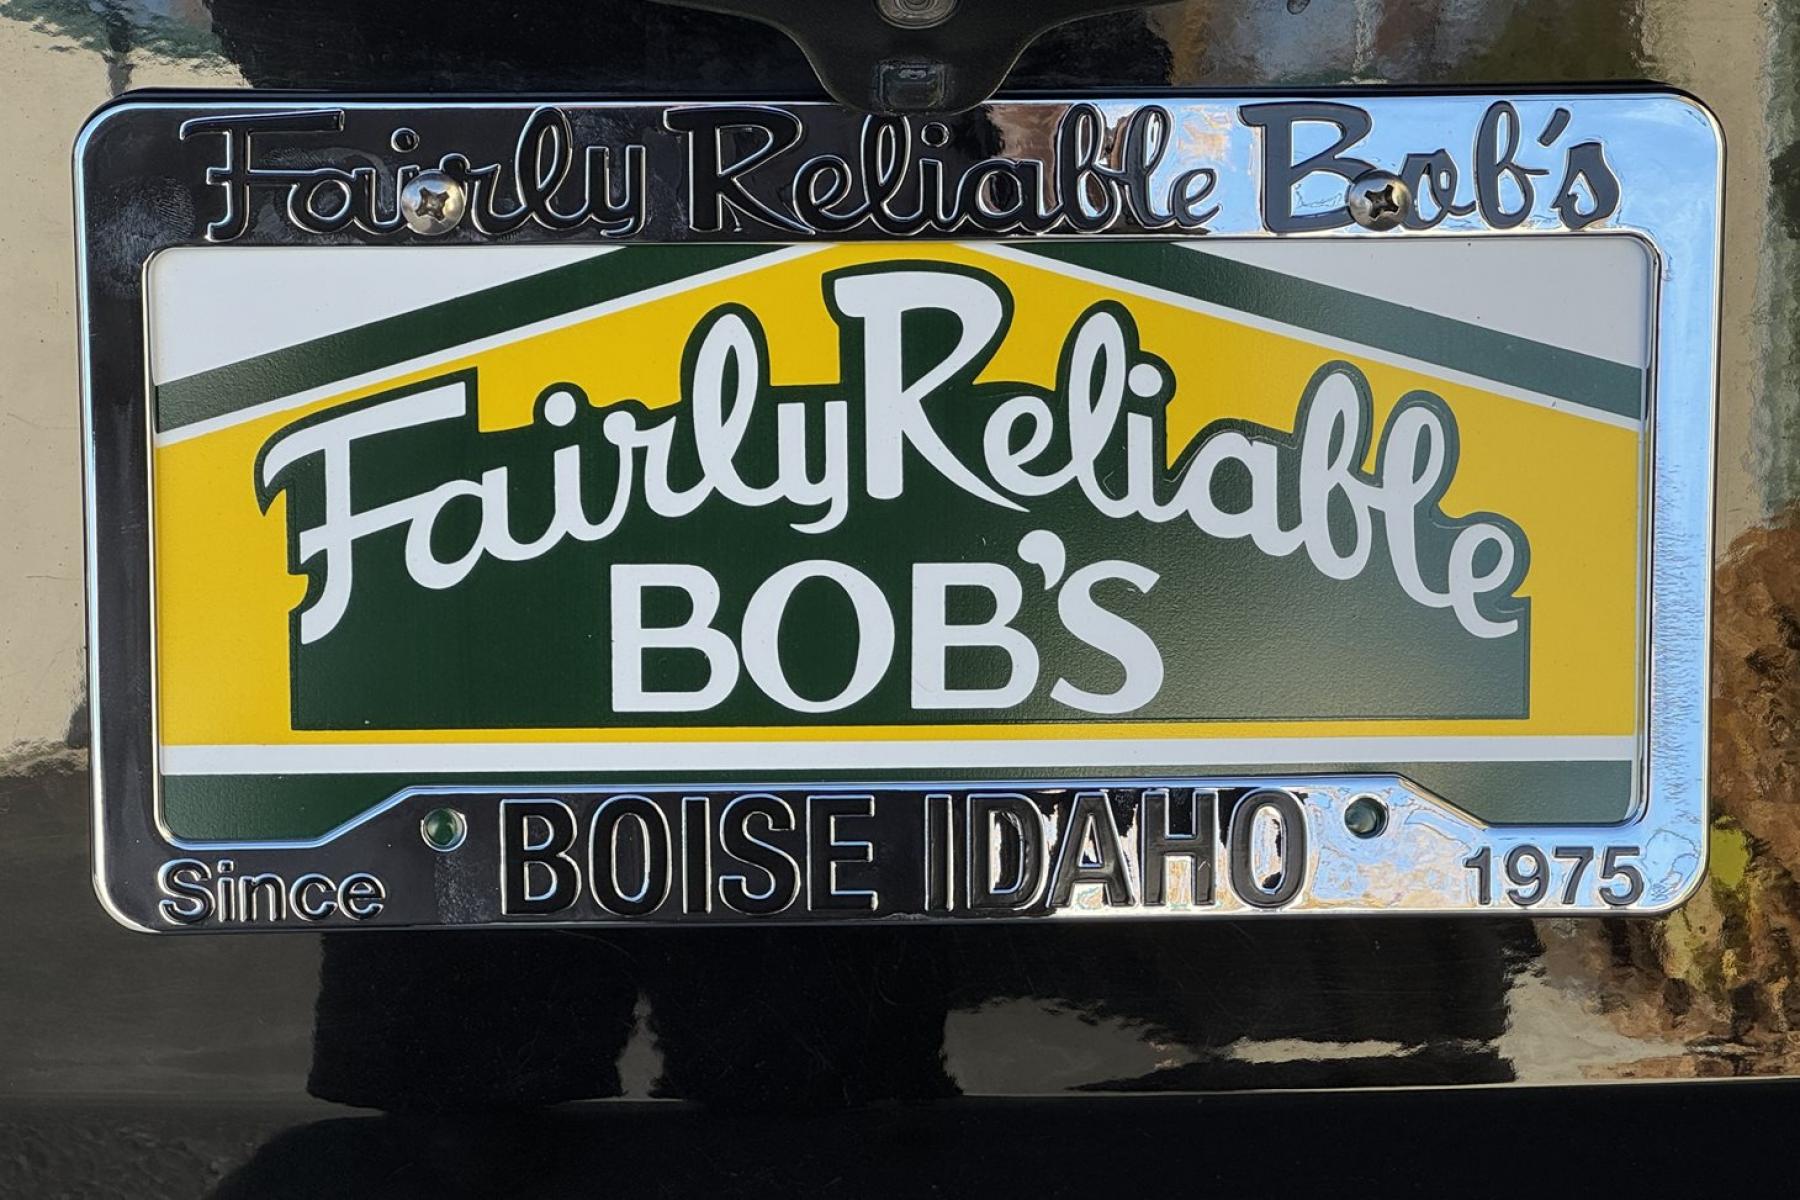 Fairly Reliable Bob's
Fairly Reliable
BOB'S
Since BOISE IDAHO 1975